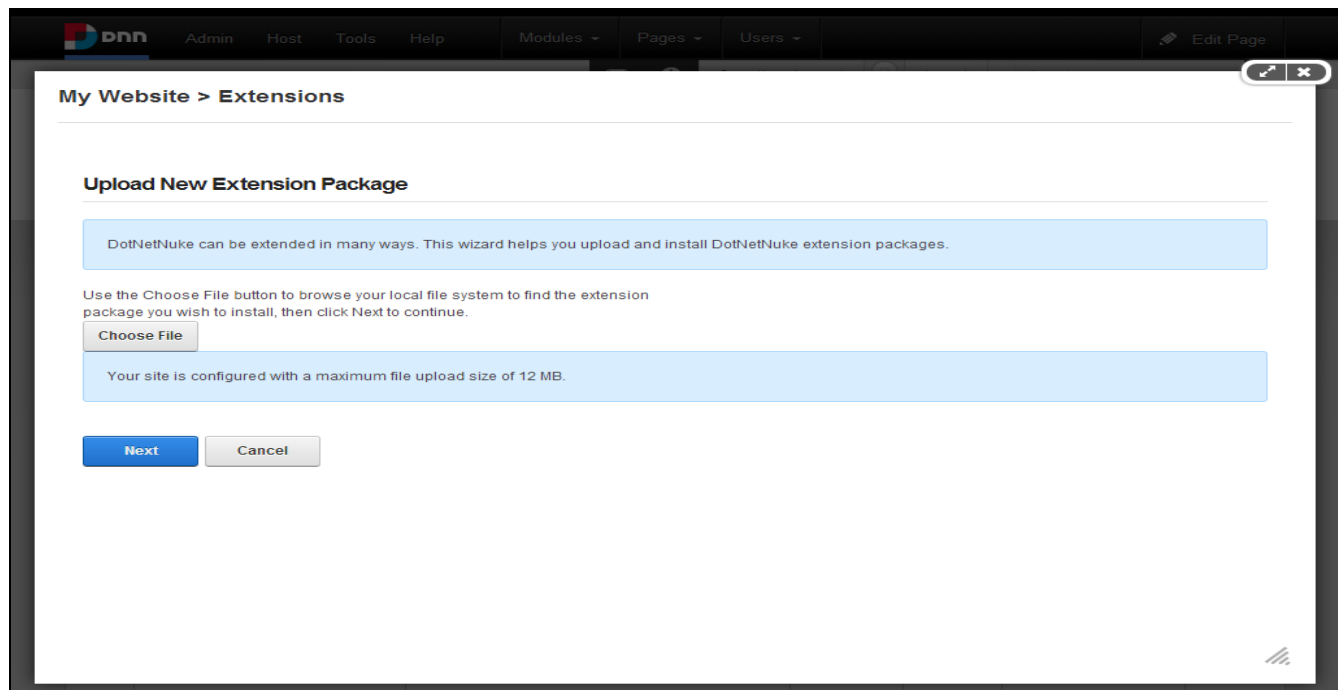 DNN Admin Host Tools Help Modules Pages Users Edit Page
My Website > Extensions
Upload New Extension Package
DotNetNuke can be extended in many ways. This wizard helps you upload and install DotNetNuke extension packages.
Use the Choose File button to browse your local file system to find the extension
package you wish to install, then click Next to continue.
Choose File
Your site is configured with a maximum file upload size of 12 MB.
Next Cancel